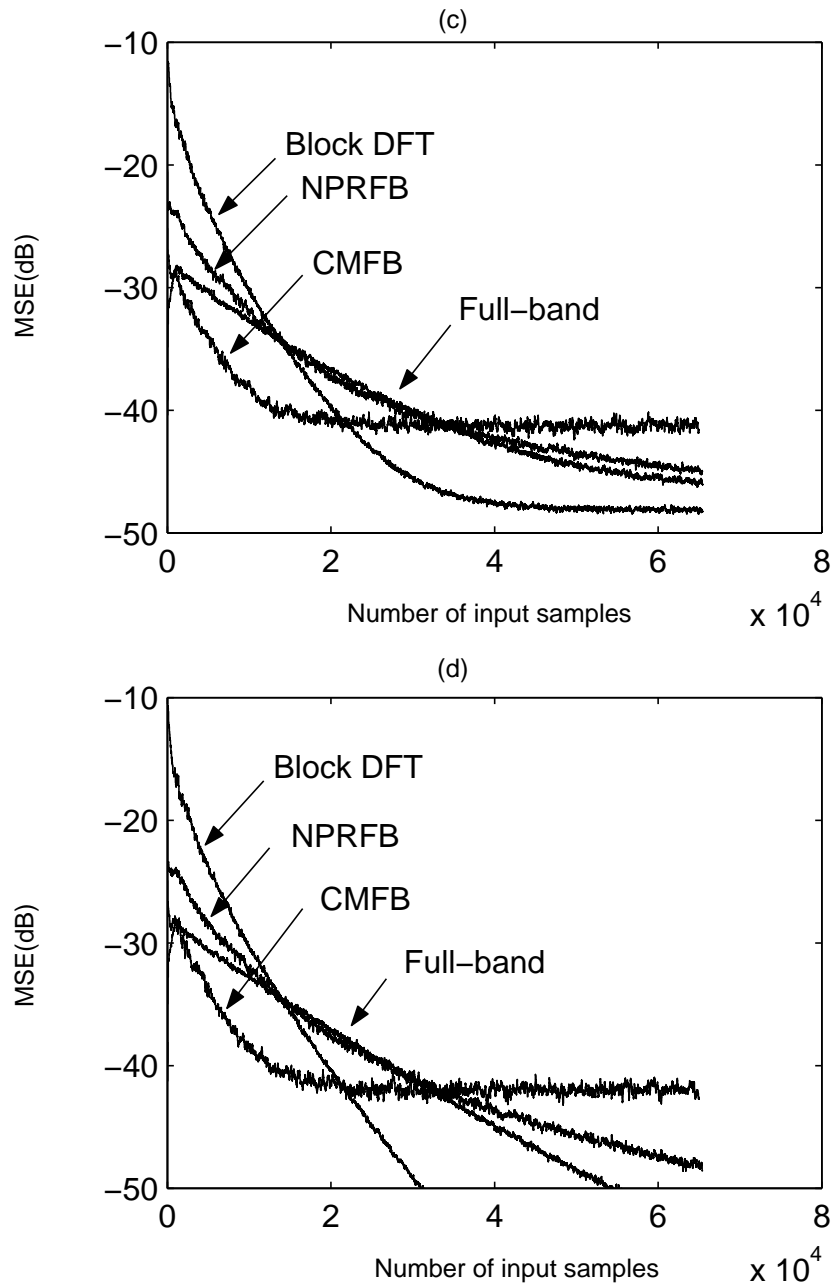 (c)
−10
−20
−30
−40
−50
MSE(dB)
Block DFT
NPRFB
CMFB
Full−band
0
2
4
6
8
x 10^4
Number of input samples
(d)
−10
−20
−30
−40
−50
MSE(dB)
Block DFT
NPRFB
CMFB
Full−band
0
2
4
6
8
x 10^4
Number of input samples